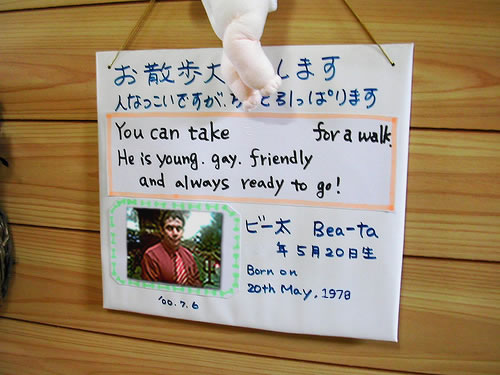 お散歩大 します
人なつこいですが、 と引っぱります
You can take for a walk.
He is young. gay. friendly
and always ready to go!
ビー太 Bea-ta
年5月20日生
Born on
20th May, 1978
'00.7.6